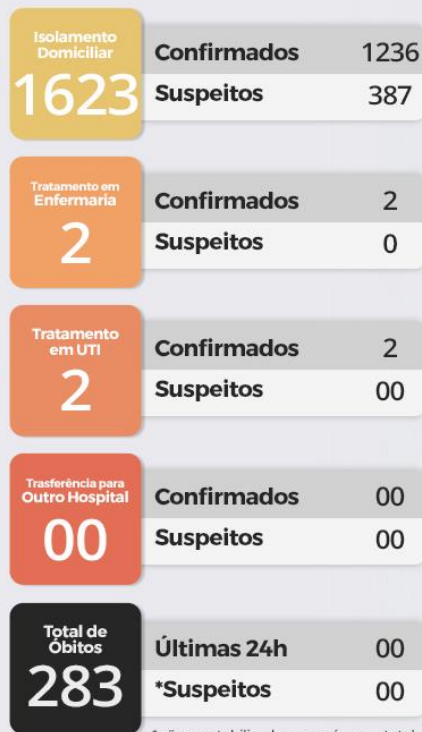 Isolamento
Domiciliar
1623
Confirmados 1236
Suspeitos 387
Tratamento em
Enfermaria
2
Confirmados 2
Suspeitos 0
Tratamento
em UTI
2
Confirmados 2
Suspeitos 00
Trasferência para
Outro Hospital
00
Confirmados 00
Suspeitos 00
Total de
Óbitos
283
Últimas 24h 00
*Suspeitos 00